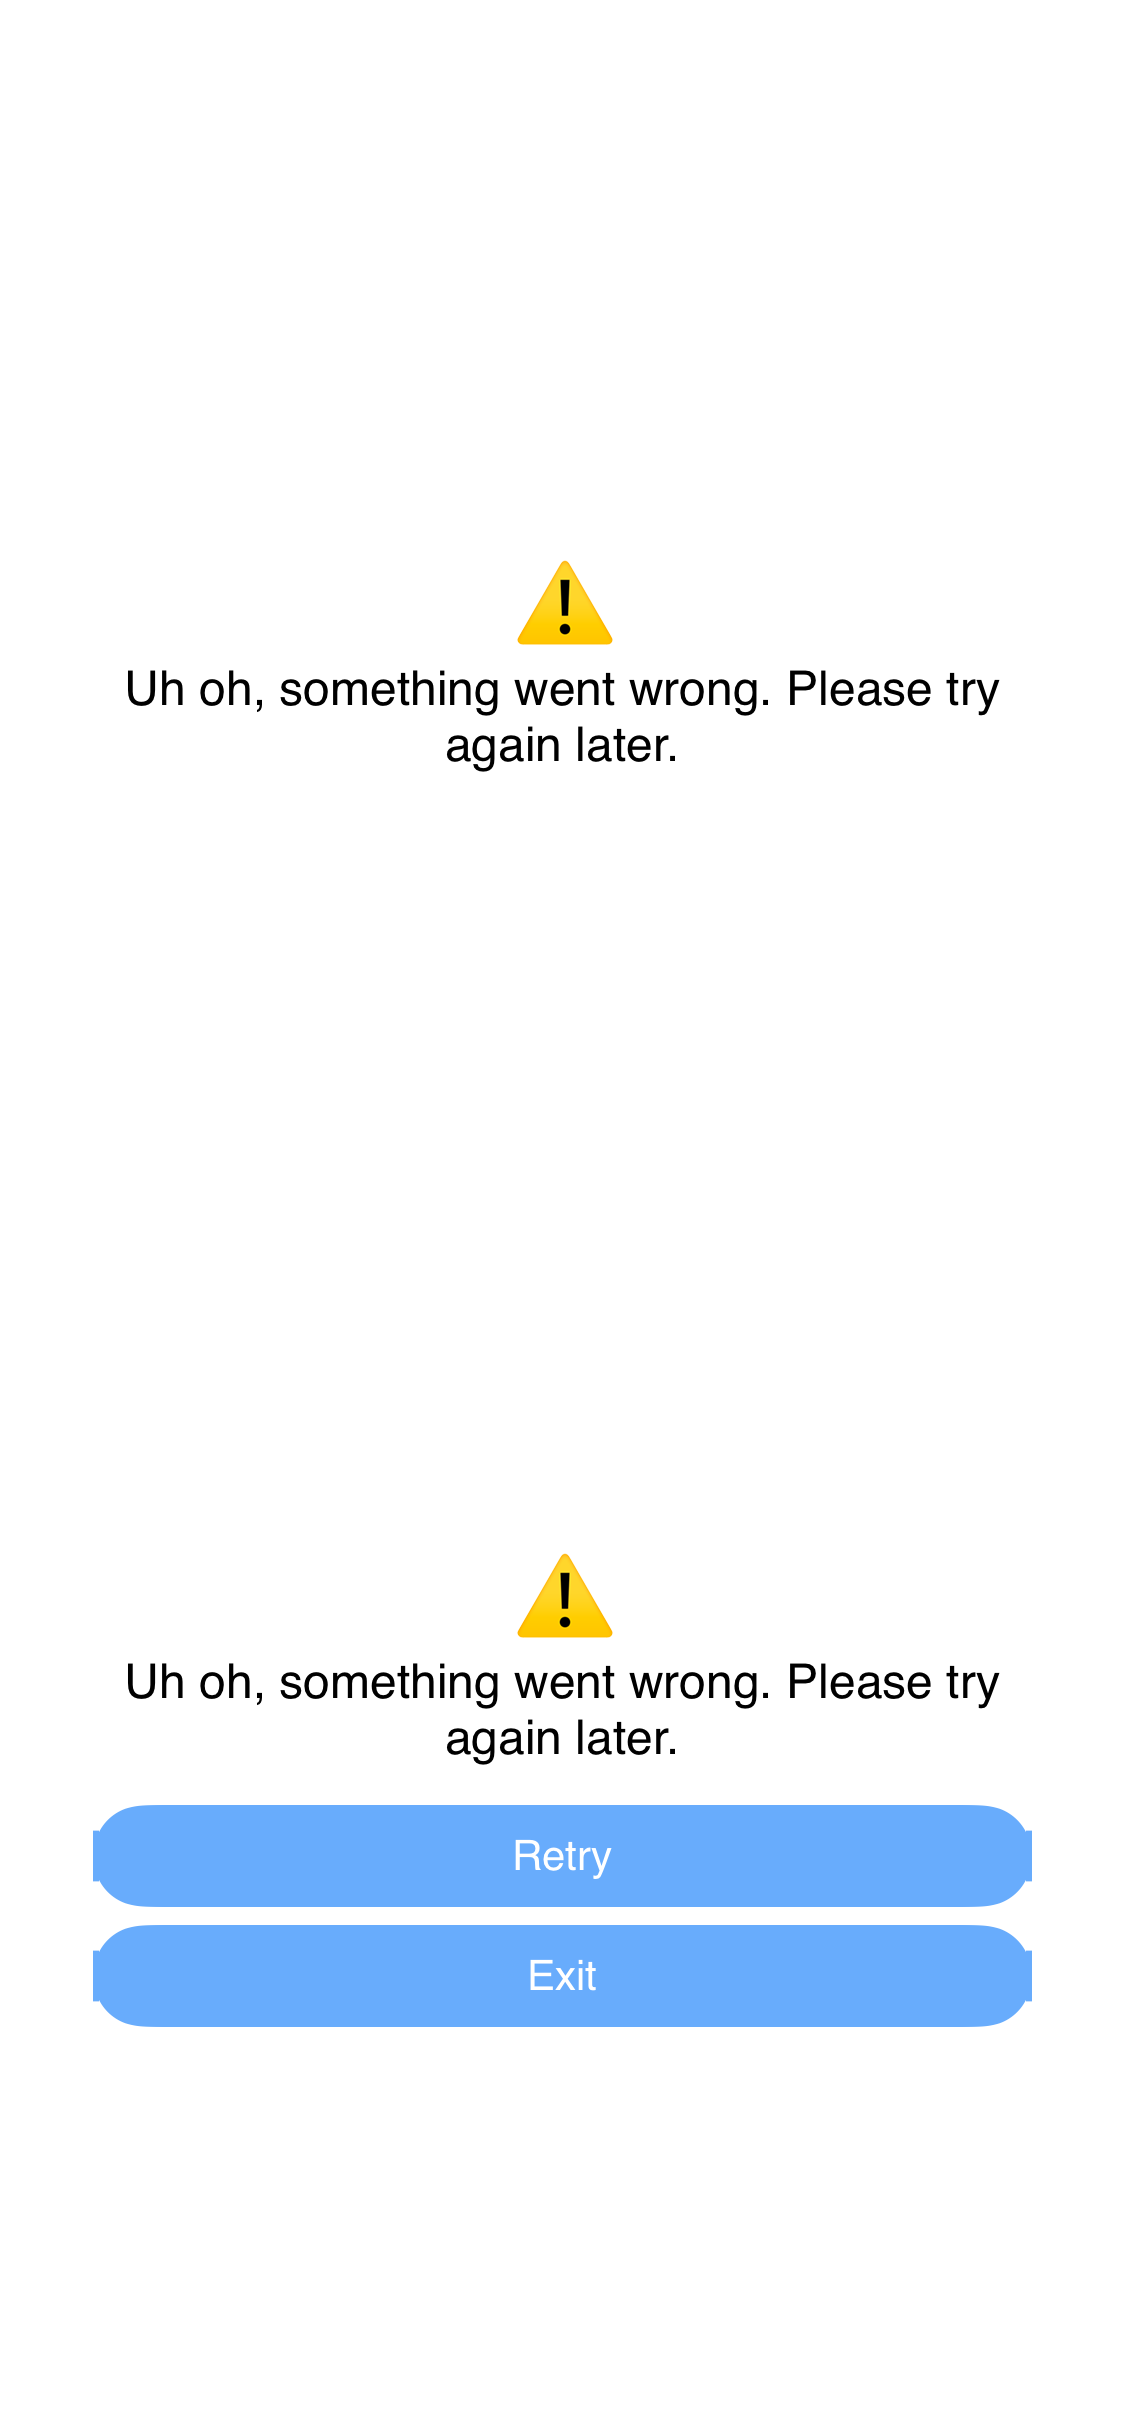 Uh oh, something went wrong. Please try
again later.
Uh oh, something went wrong. Please try
again later.
Retry
Exit